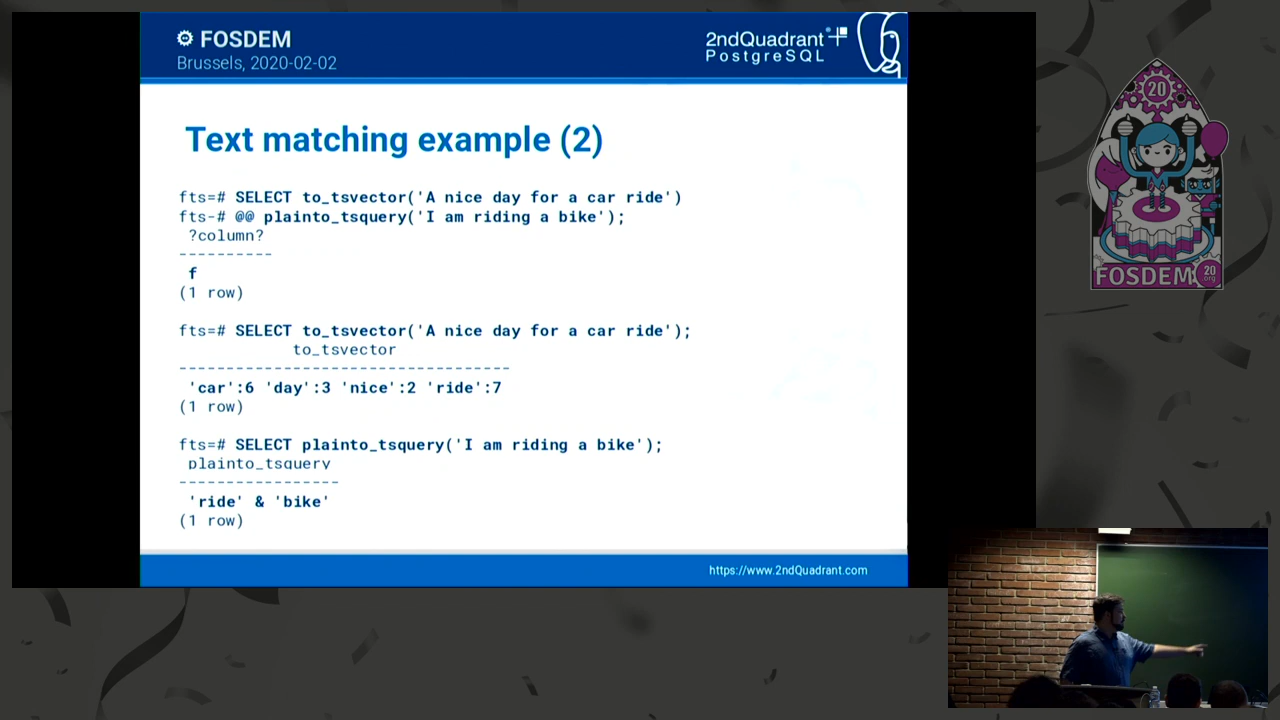 FOSDEM
Brussels, 2020-02-02
2ndQuadrant
PostgreSQL
Text matching example (2)
fts=# SELECT to_tsvector('A nice day for a car ride')
fts-# @@ plainto_tsquery('I am riding a bike');
?column?
----------
f
(1 row)
fts=# SELECT to_tsvector('A nice day for a car ride');
to_tsvector
-----------------------------------
'car':6 'day':3 'nice':2 'ride':7
(1 row)
fts=# SELECT plainto_tsquery('I am riding a bike');
plainto_tsquery
-----------------
'ride' & 'bike'
(1 row)
https://www.2ndQuadrant.com
20
FOSDEM
20
.org